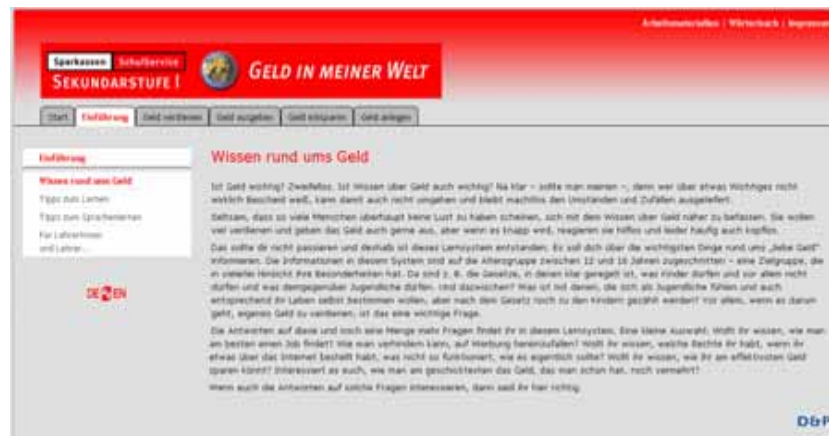 Arbeitsmaterialien | Wörterbuch | Impressum
Sparkassen SchulService
SEKUNDARSTUFE I
GELD IN MEINER WELT
Start Einführung Geld verdienen Geld ausgeben Geld einsparen Geld anlegen
Einführung
Wissen rund ums Geld
Tipps zum Lernen
Tipps zum Sprachenlernen
Für Lehrerinnen
und Lehrer...
DE EN
Wissen rund ums Geld
Ist Geld wichtig? Zweifellos. Ist Wissen über Geld auch wichtig? Na klar – sollte man meinen –, denn wer über etwas Wichtiges nicht
wirklich Bescheid weiß, kann damit auch nicht umgehen und bleibt machtlos den Umständen und Zufällen ausgeliefert.
Seltsam, dass so viele Menschen überhaupt keine Lust zu haben scheinen, sich mit dem Wissen über Geld näher zu befassen. Sie wollen
viel verdienen und geben das Geld auch gerne aus, aber wenn es knapp wird, reagieren sie hilflos und leider häufig auch kopflos.
Das sollte dir nicht passieren und deshalb ist dieses Lernsystem entstanden. Es soll dich über die wichtigsten Dinge rund ums „liebe Geld"
informieren. Die Informationen in diesem System sind auf die Altersgruppe zwischen 12 und 16 Jahren zugeschnitten – eine Zielgruppe, die
in vielerlei Hinsicht ihre Besonderheiten hat. Da sind z. B. die Gesetze, in denen klar geregelt ist, was Kinder dürfen und vor allem nicht
dürfen und was demgegenüber Jugendliche dürfen. Und dazwischen? Was ist mit denen, die sich als Jugendliche fühlen und auch
entsprechend ihr Leben selbst bestimmen wollen, aber nach dem Gesetz noch zu den Kindern gezählt werden? Vor allem, wenn es darum
geht, eigenes Geld zu verdienen, ist das eine wichtige Frage.
Die Antworten auf diese und noch eine Menge mehr Fragen findet ihr in diesem Lernsystem. Eine kleine Auswahl: Wollt ihr wissen, wie man
am besten einen Job findet? Wie man verhindern kann, auf Werbung hereinzufallen? Wollt ihr wissen, welche Rechte ihr habt, wenn ihr
etwas über das Internet bestellt habt, was nicht so funktioniert, wie es eigentlich sollte? Wollt ihr wissen, wie ihr am effektivsten Geld
sparen könnt? Interessiert es euch, wie man am geschicktesten das Geld, das man schon hat, noch vermehrt?
Wenn euch die Antworten auf solche Fragen interessieren, dann seid ihr hier richtig.
D&P